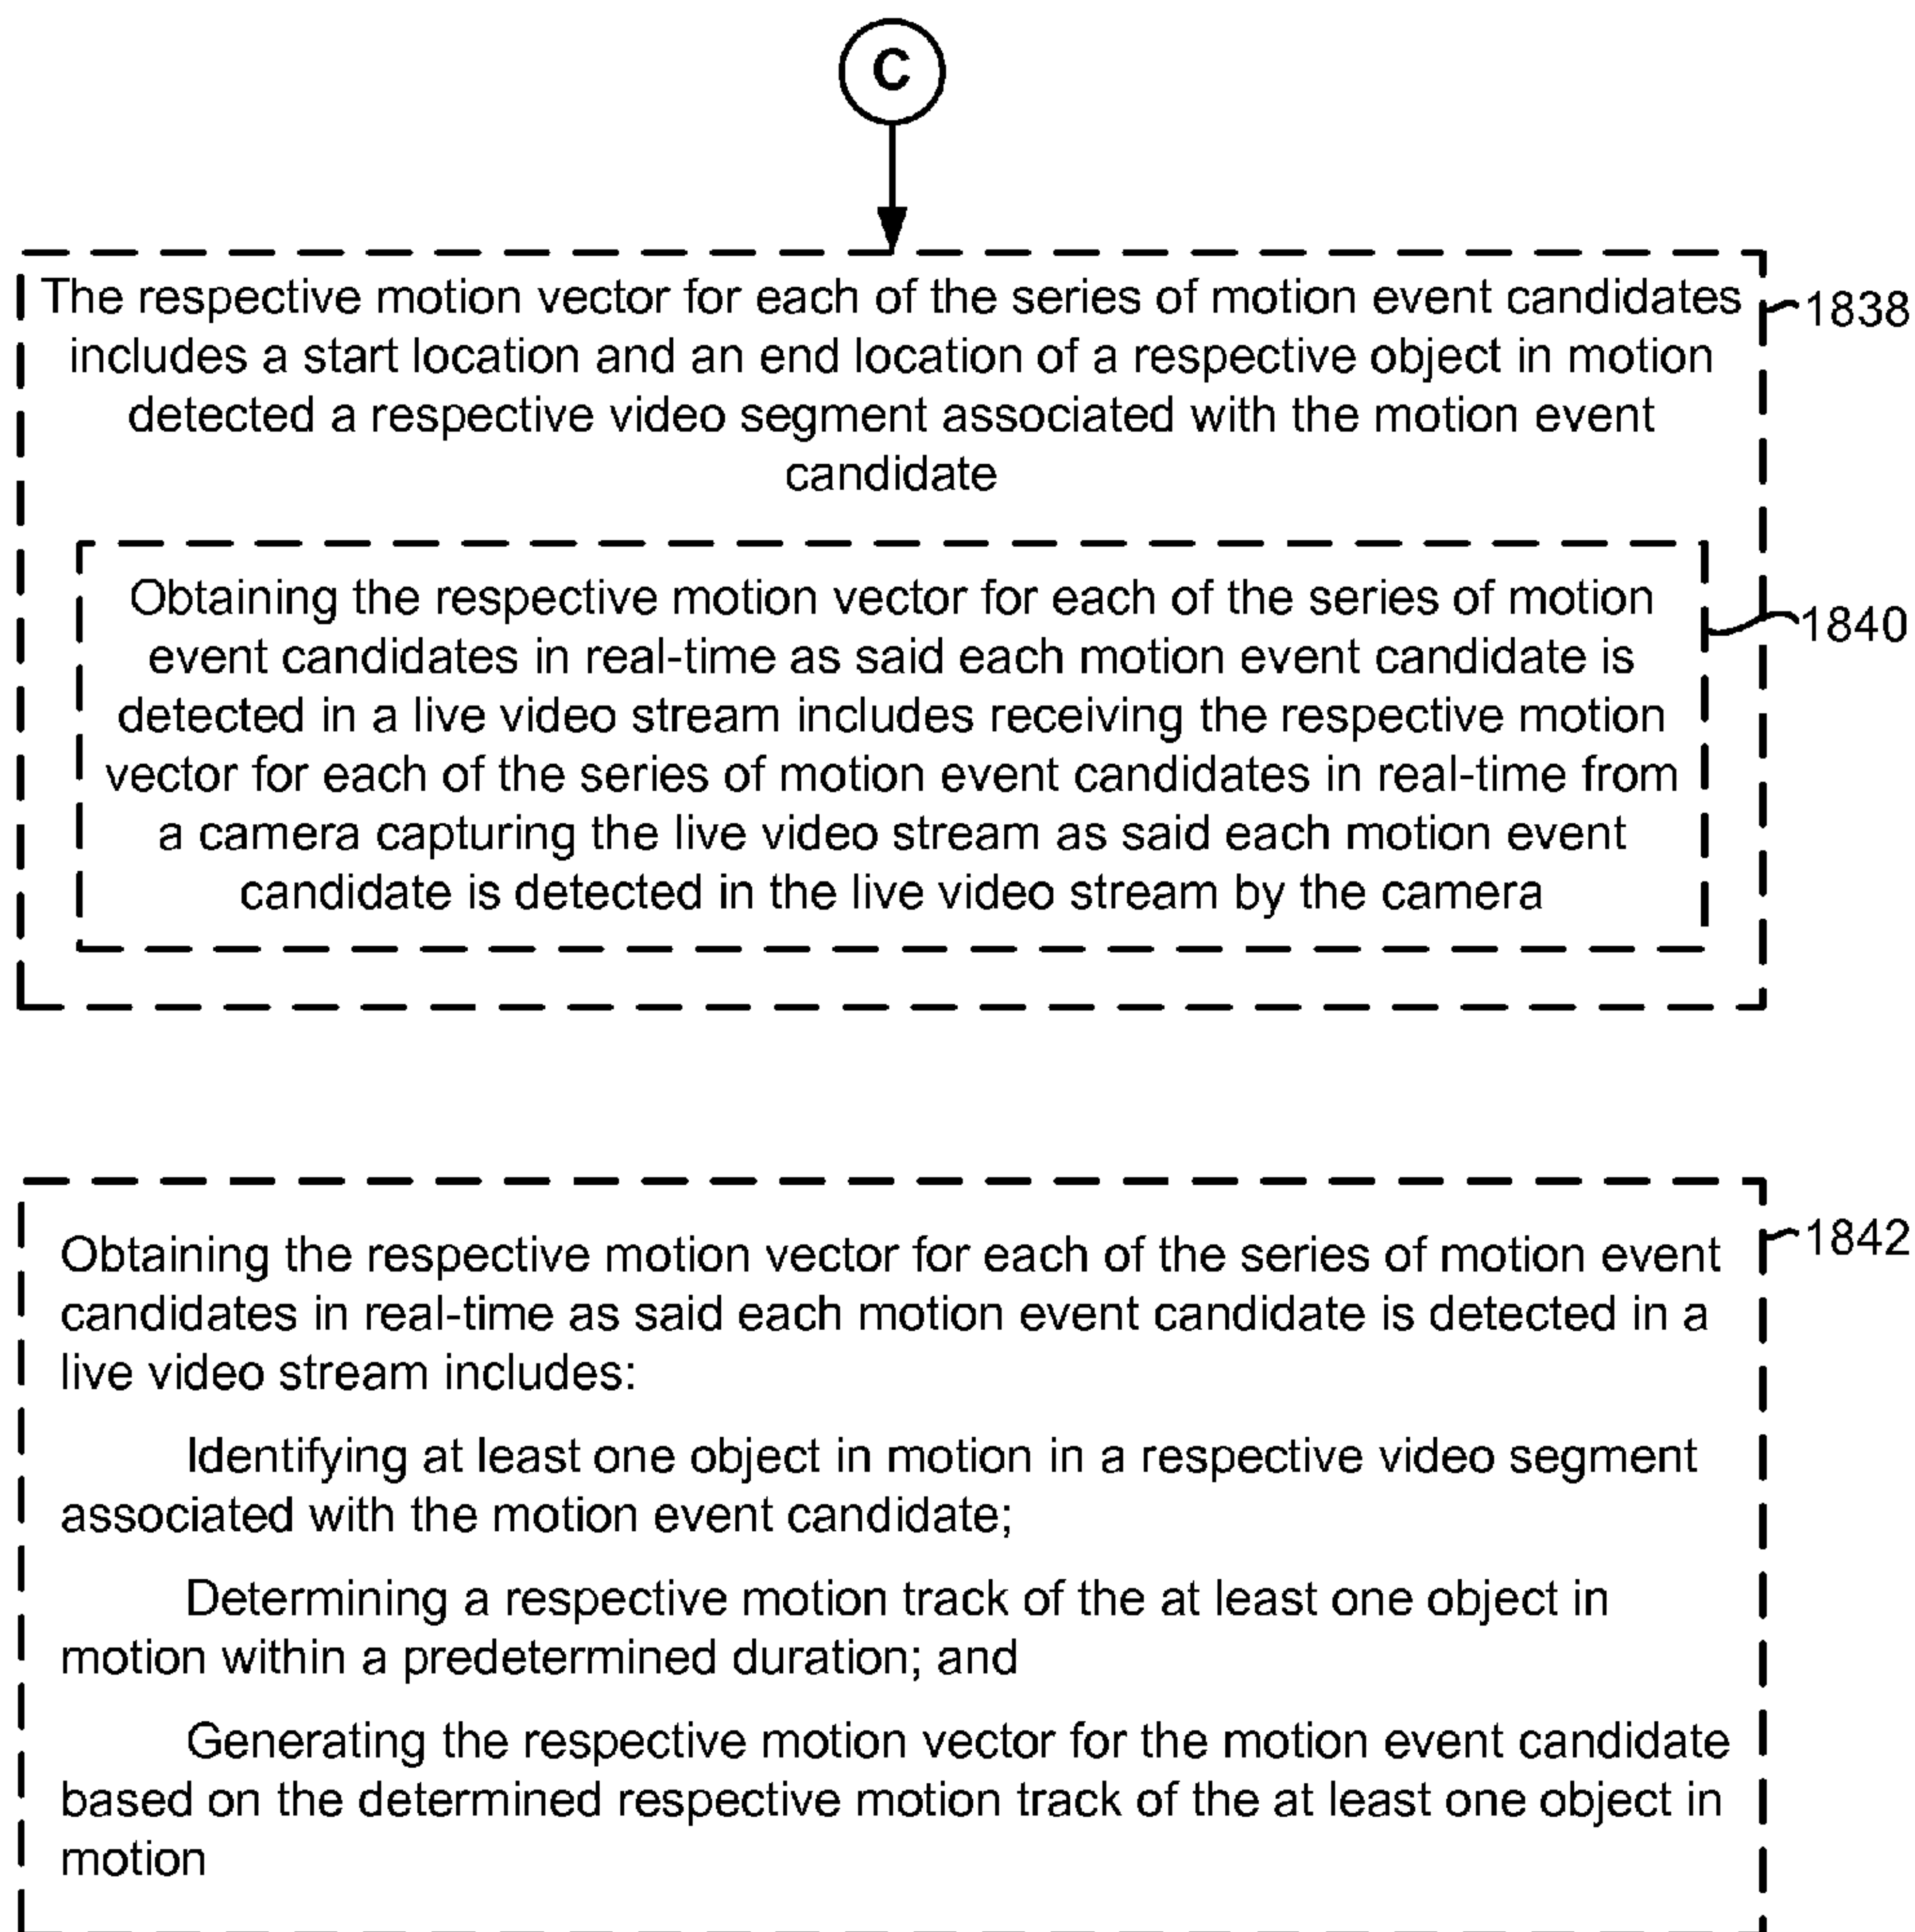 C
The respective motion vector for each of the series of motion event candidates
includes a start location and an end location of a respective object in motion
detected a respective video segment associated with the motion event
candidate
1838
Obtaining the respective motion vector for each of the series of motion
event candidates in real-time as said each motion event candidate is
detected in a live video stream includes receiving the respective motion
vector for each of the series of motion event candidates in real-time from
a camera capturing the live video stream as said each motion event
candidate is detected in the live video stream by the camera
1840
Obtaining the respective motion vector for each of the series of motion event
candidates in real-time as said each motion event candidate is detected in a
live video stream includes:
1842
Identifying at least one object in motion in a respective video segment
associated with the motion event candidate;
Determining a respective motion track of the at least one object in
motion within a predetermined duration; and
Generating the respective motion vector for the motion event candidate
based on the determined respective motion track of the at least one object in
motion